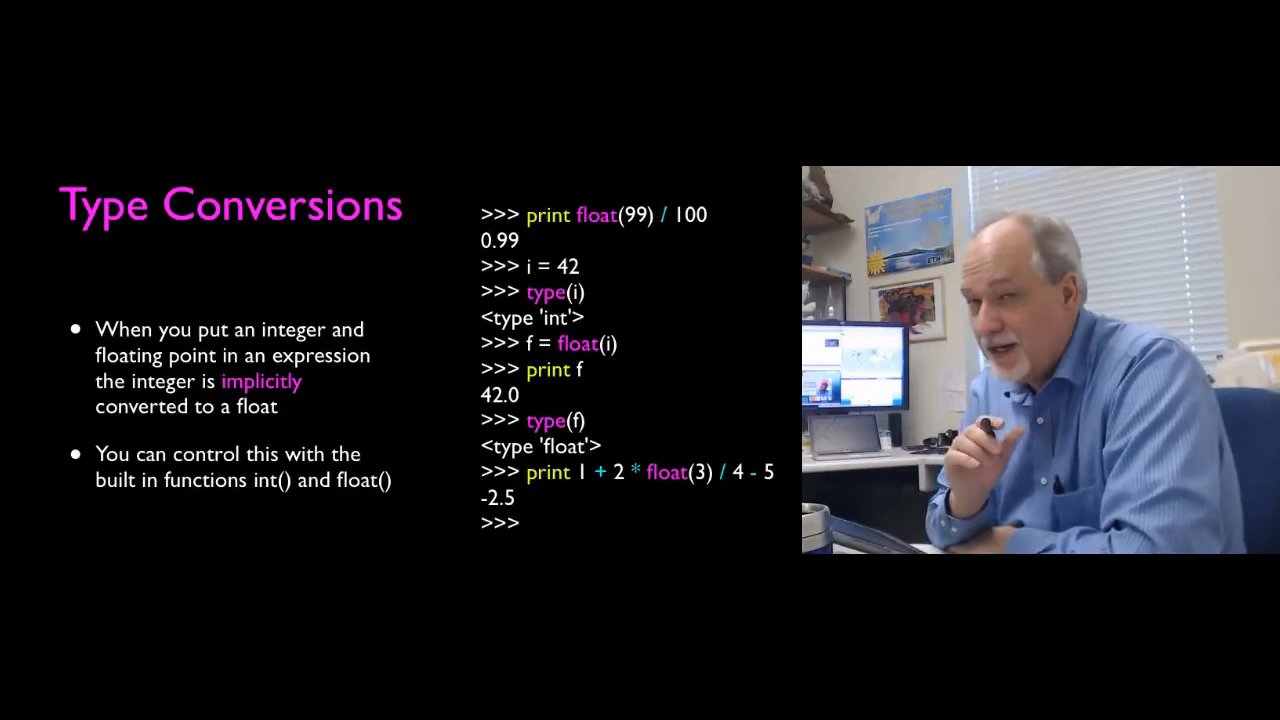 Type Conversions
When you put an integer and
floating point in an expression
the integer is implicitly
converted to a float
You can control this with the
built in functions int() and float()
>>> print float(99) / 100
0.99
>>> i = 42
>>> type(i)
<type 'int'>
>>> f = float(i)
>>> print f
42.0
>>> type(f)
<type 'float'>
>>> print 1 + 2 * float(3) / 4 - 5
-2.5
>>>